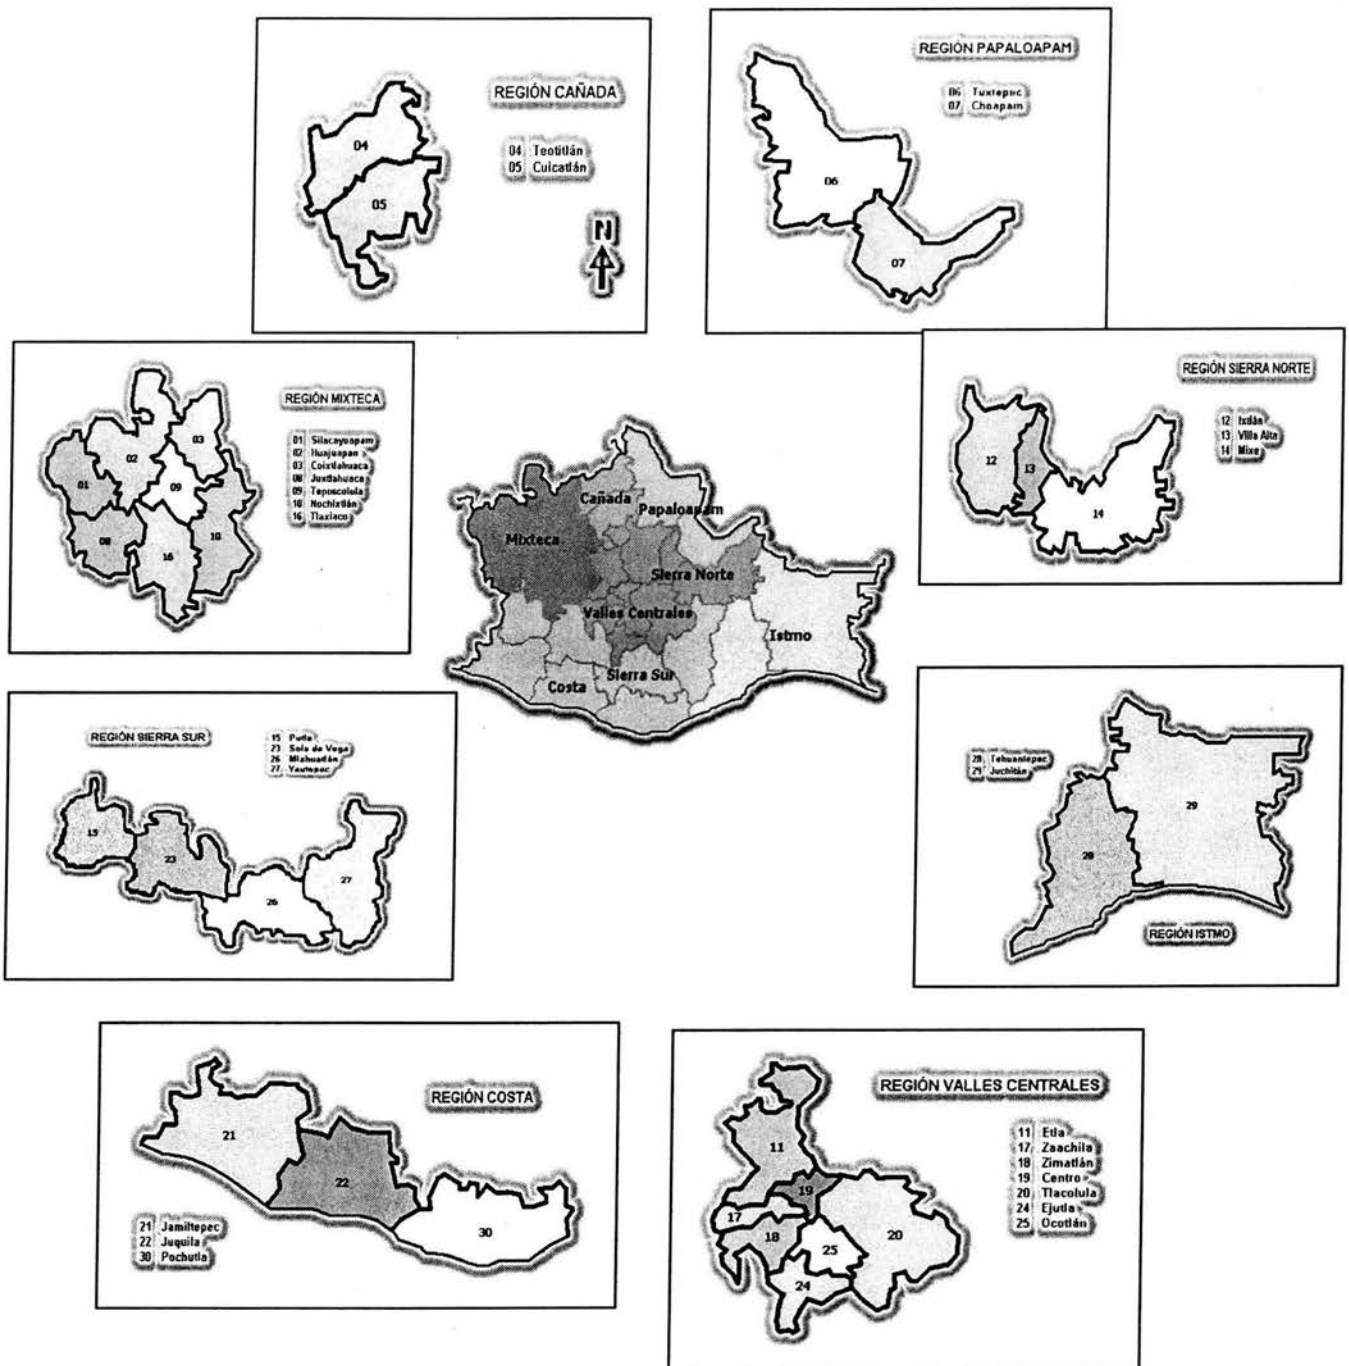 REGIÓN CAÑADA
04 Teotitlán
05 Cuicatlán
04
05
N
REGIÓN PAPALOAPAM
06 Tuxtepec
07 Choapam
06
07
REGIÓN MIXTECA
01 Silacayoapam
02 Huajuapan
03 Coixtlahuaca
08 Juxtlahuaca
09 Teposcolula
10 Nochixtlán
16 Tlaxiaco
01
02
03
09
08
16
10
REGIÓN SIERRA NORTE
12 Ixtlán
13 Villa Alta
14 Mixe
12
13
14
Cañada
Papaloapam
Mixteca
Sierra Norte
Valles Centrales
Istmo
Sierra Sur
Costa
REGIÓN SIERRA SUR
15 Putla
23 Sola de Vega
26 Miahuatlán
27 Yautepec
15
23
26
27
28 Tehuantepec
29 Juchitán
29
28
REGIÓN ISTMO
REGIÓN COSTA
21
22
30
21 Jamiltepec
22 Juquila
30 Pochutla
REGIÓN VALLES CENTRALES
11 Etla
17 Zaachila
18 Zimatlán
19 Centro
20 Tlacolula
24 Ejutla
25 Ocotlán
11
19
17
18
25
20
24